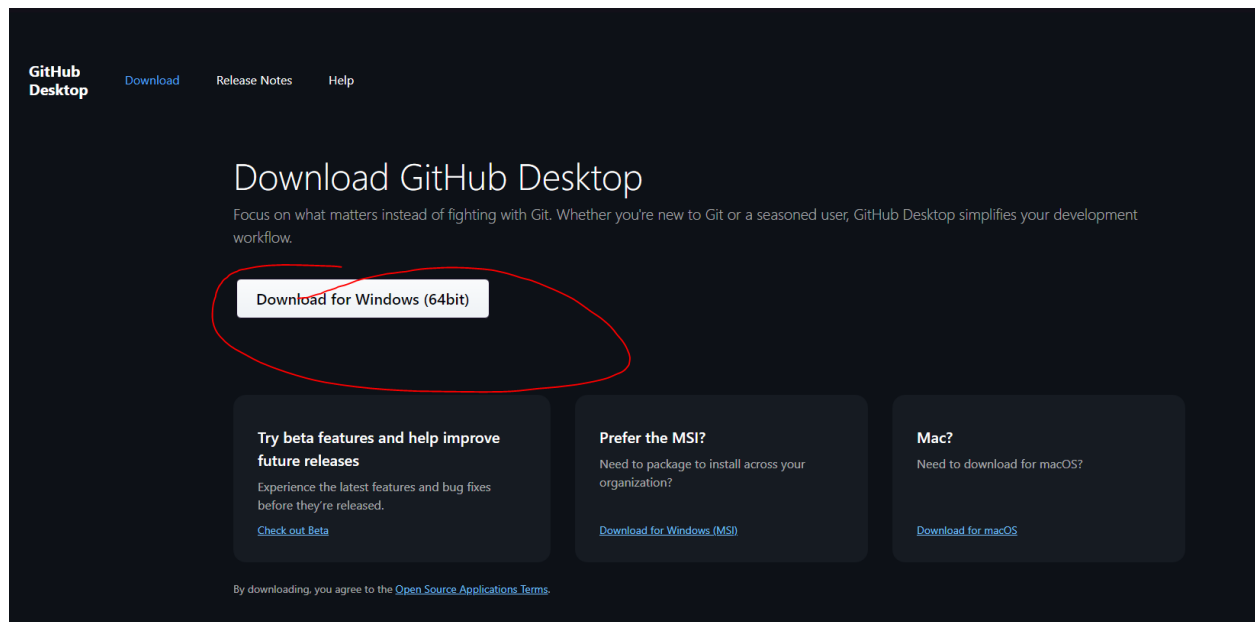 GitHub
Desktop
Download
Release Notes
Help
Download GitHub Desktop
Focus on what matters instead of fighting with Git. Whether you're new to Git or a seasoned user, GitHub Desktop simplifies your development
workflow.
Download for Windows (64bit)
Try beta features and help improve
future releases
Experience the latest features and bug fixes
before they're released.
Check out Beta
Prefer the MSI?
Need to package to install across your
organization?
Download for Windows (MSI)
Mac?
Need to download for macOS?
Download for macOS
By downloading, you agree to the Open Source Applications Terms.